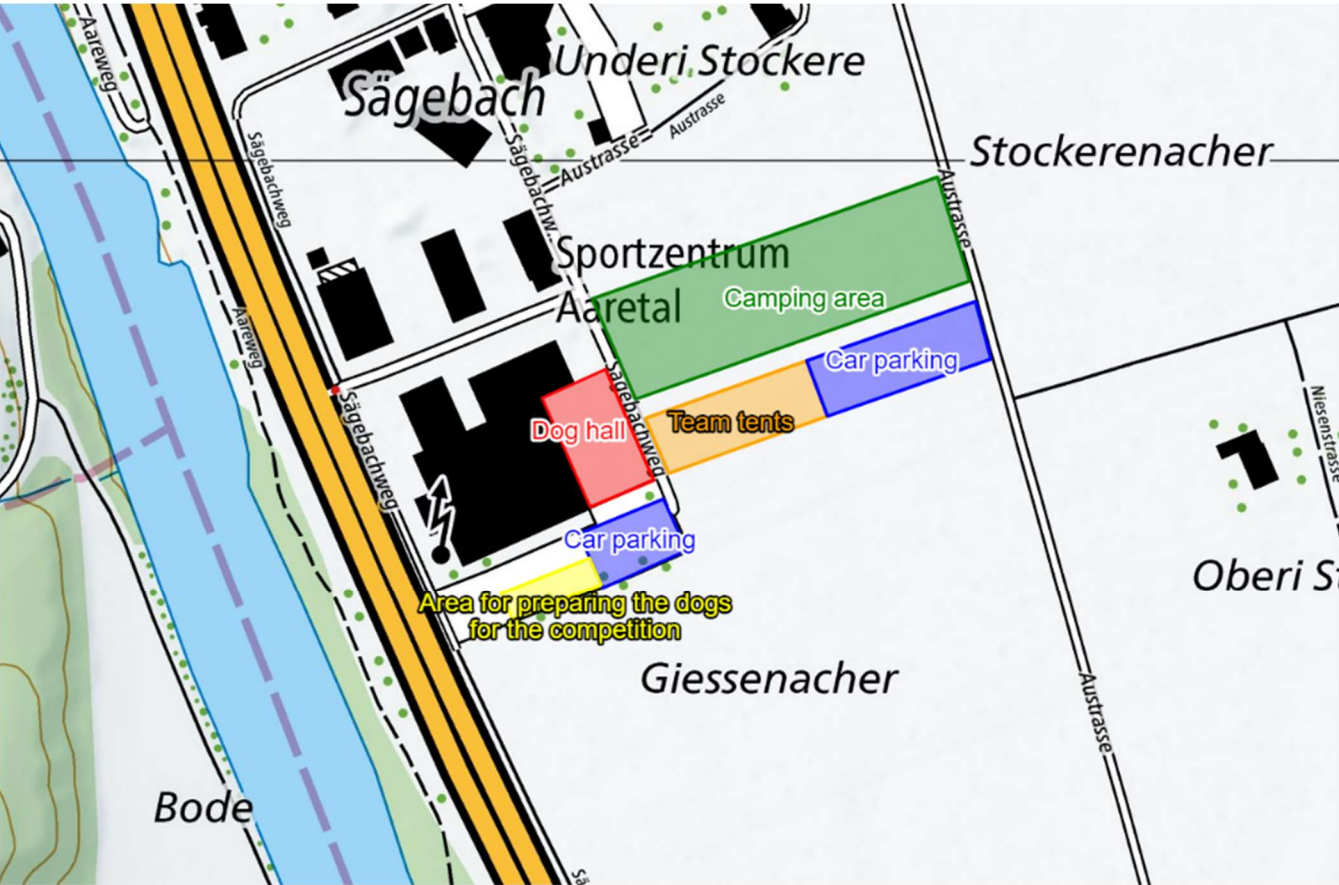 Aareweg
Underi Stockere
Sägebach
Austrasse
Sägebachweg
Sägebachw.
Austrasse
Stockerenacher
Austrasse
Sportzentrum
Aaretal
Camping area
Aareweg
Car parking
Sägebachweg
Sägebachweg
Dog hall
Team tents
Niesenstrasse
Car parking
Oberi St
Area for preparing the dogs
for the competition
Giessenacher
Austrasse
Bode
Sä